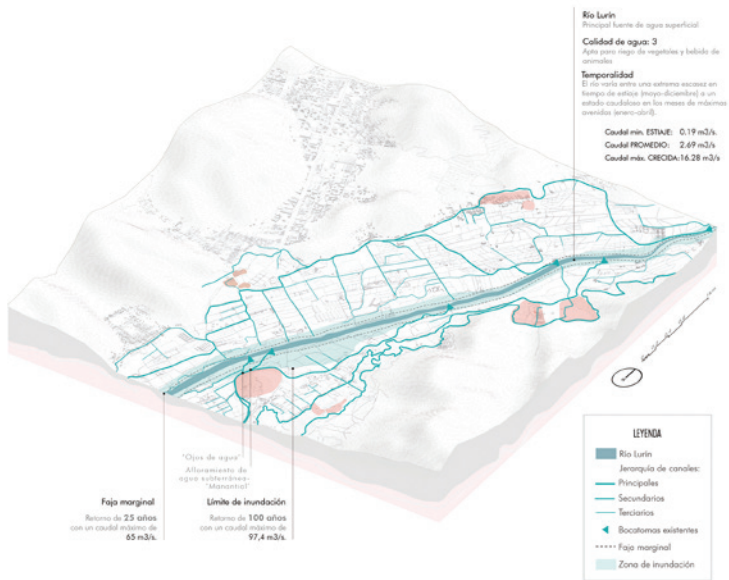 Río Lurín
Principal fuente de agua superficial
Calidad de agua: 3
Apta para riego de vegetales y bebida de
animales
Temporalidad
El río varía entre una extrema escasez en
tiempo de estiaje (mayo-diciembre) a un
estado caudaloso en los meses de máximas
avenidas (enero-abril).
Caudal mín. ESTIAJE: 0.19 m3/s.
Caudal PROMEDIO: 2.69 m3/s
Caudal máx. CRECIDA: 16.28 m3/s
"Ojos de agua"
Afloramiento de
agua subterránea-
"Manantial"
Faja marginal
Retorno de 25 años
con un caudal máximo de
65 m3/s.
Límite de inundación
Retorno de 100 años
con un caudal máximo de
97,4 m3/s.
LEYENDA
Río Lurín
Jerarquía de canales:
Principales
Secundarios
Terciarios
Bocatomas existentes
Faja marginal
Zona de inundación